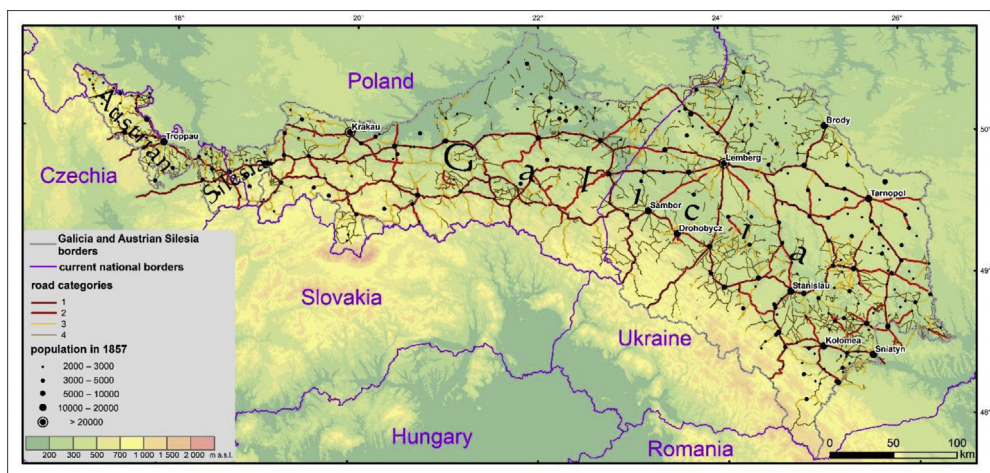 18°
20°
22°
24°
26°
Poland
Austrian
Silesia
Troppau
Krakau
Galicia
Lemberg
Brody
Tarnopol
Sambor
Drohobycz
Stanislau
Kolomea
Sniatyn
50°
50°
49°
48°
Czechia
Slovakia
Ukraine
Hungary
Romania
Galicia and Austrian Silesia
borders
current national borders
road categories
1
2
3
4
population in 1857
2000 – 3000
3000 – 5000
5000 – 10000
10000 – 20000
> 20000
200 300 500 700 1 000 1 500 2 000 m a.s.l.
0 50 100
km